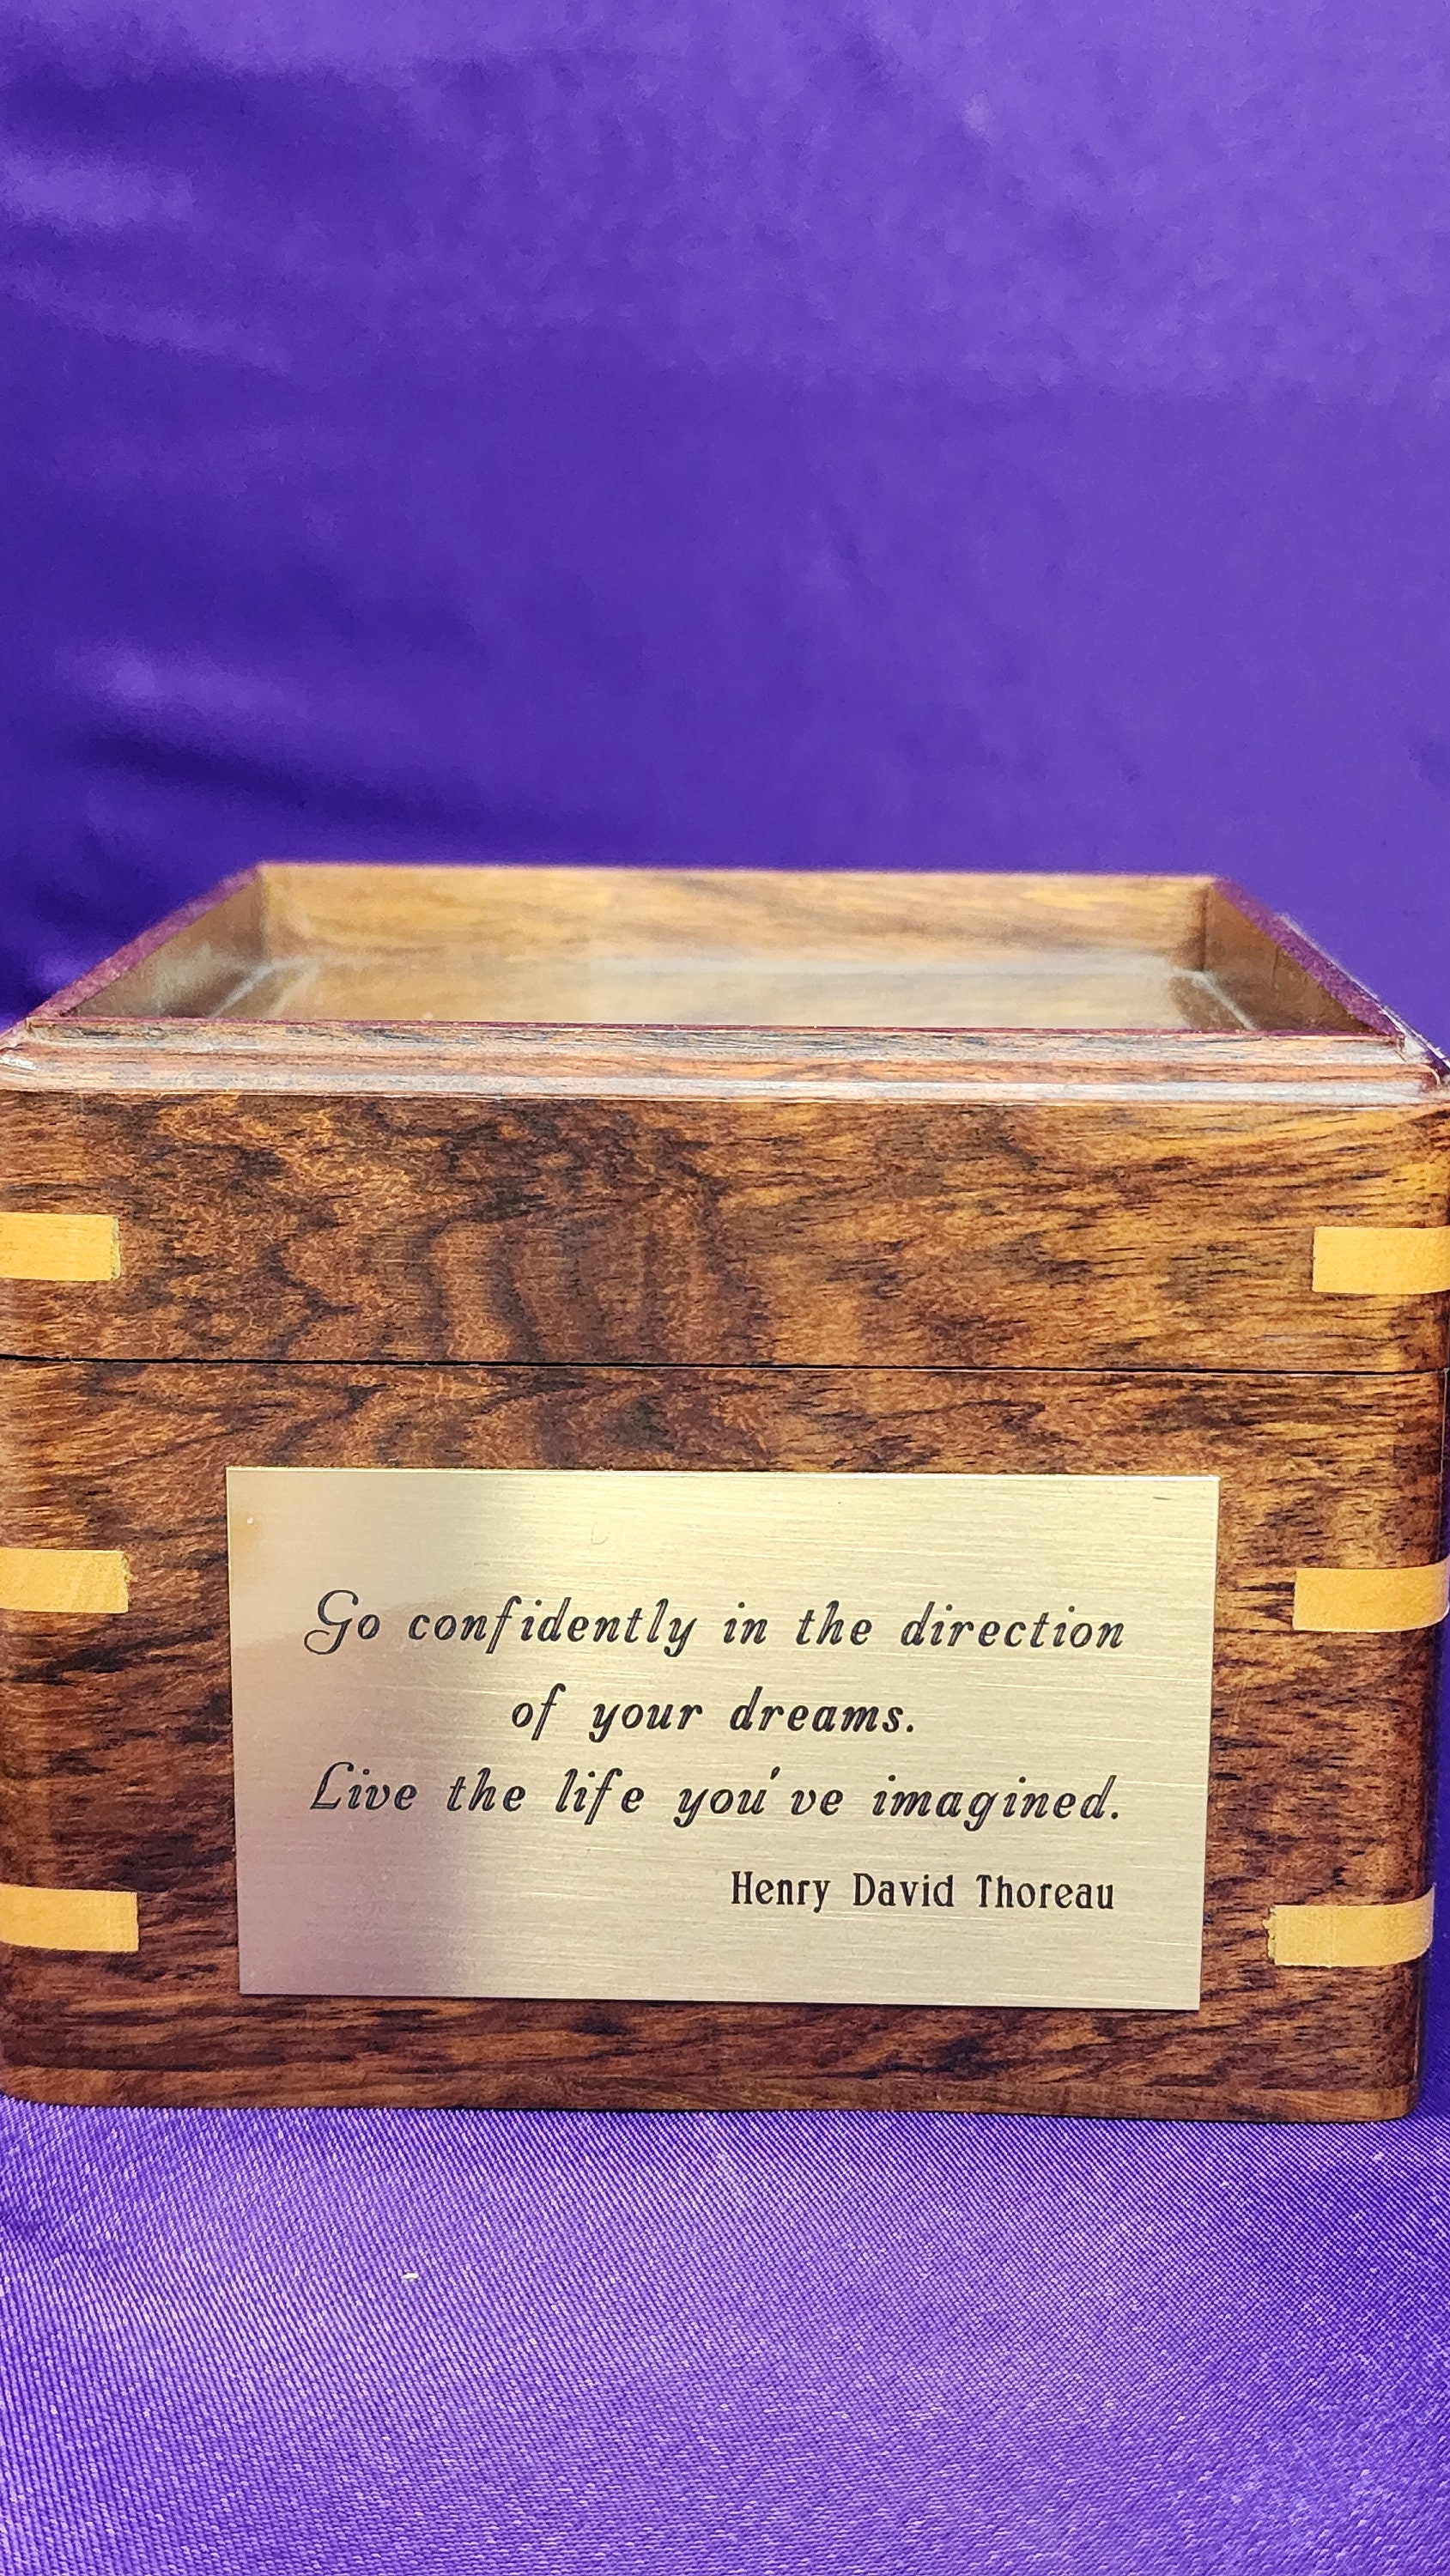 Go confidently in the direction
of your dreams.
Live the life you've imagined.
Henry David Thoreau